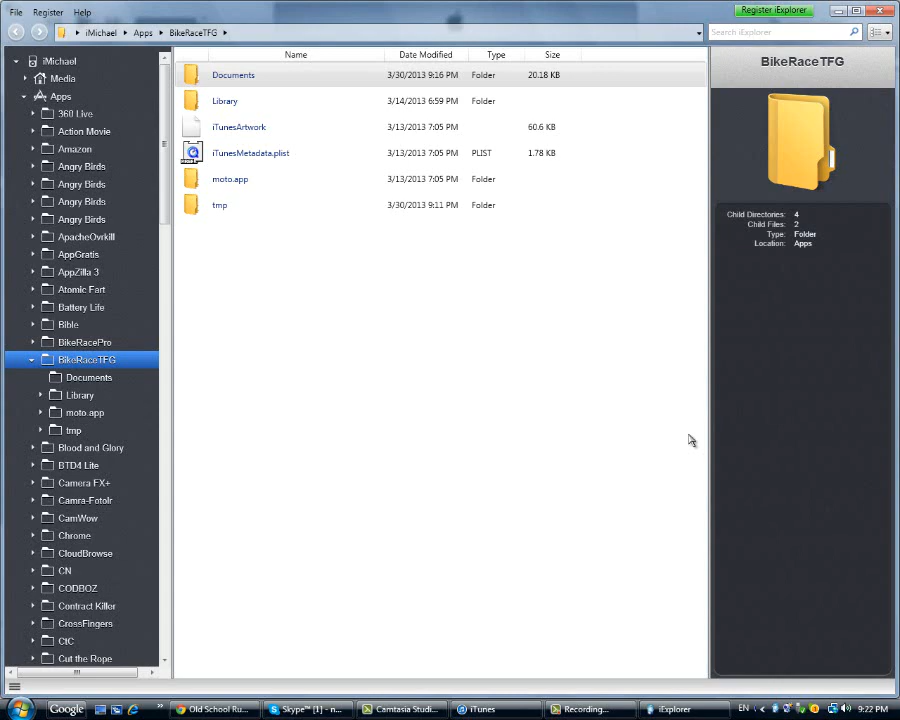 File Register Help Register iExplorer
iMichael Apps BikeRaceTFG Search iExplorer
iMichael
Media
Apps
360 Live
Action Movie
Amazon
Angry Birds
Angry Birds
Angry Birds
Angry Birds
ApacheOvrkill
AppGratis
AppZilla 3
Atomic Fart
Battery Life
Bible
BikeRacePro
BikeRaceTFG
Documents
Library
moto.app
tmp
Blood and Glory
BTD4 Lite
Camera FX+
Camra-Fotolr
CamWow
Chrome
CloudBrowse
CN
CODBOZ
Contract Killer
CrossFingers
CtC
Cut the Rope
Name Date Modified Type Size
Documents 3/30/2013 9:16 PM Folder 20.18 KB
Library 3/14/2013 6:59 PM Folder
iTunesArtwork 3/13/2013 7:05 PM 60.6 KB
iTunesMetadata.plist 3/13/2013 7:05 PM PLIST 1.78 KB
moto.app 3/13/2013 7:05 PM Folder
tmp 3/30/2013 9:11 PM Folder
BikeRaceTFG
Child Directories: 4
Child Files: 2
Type: Folder
Location: Apps
Google Old School Ru... Skype™ [1] - n... Camtasia Studi... iTunes Recording... iExplorer EN 9:22 PM